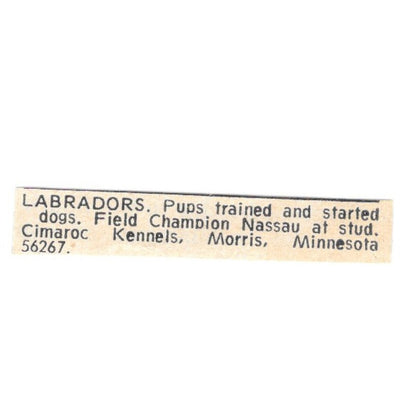 LABRADORS. Pups trained and started
dogs. Field Champion Nassau at stud.
Cimaroc Kennels, Morris, Minnesota
56267.